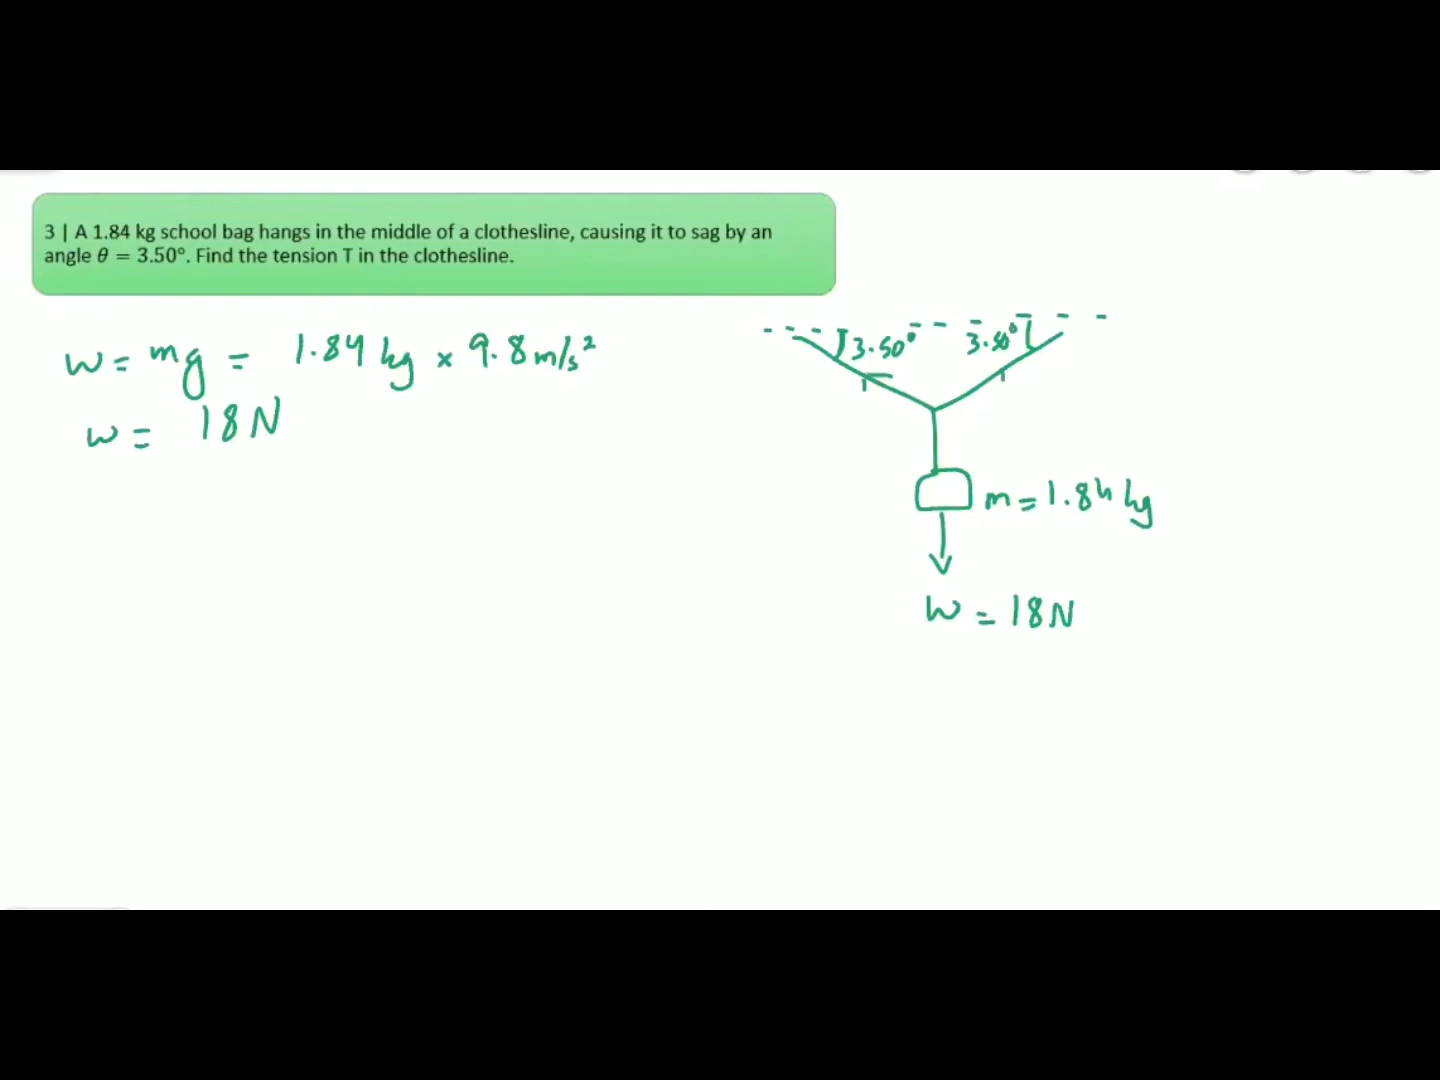 3 | A 1.84 kg school bag hangs in the middle of a clothesline, causing it to sag by an
angle θ = 3.50°. Find the tension T in the clothesline.
w = mg = 1.84 kg × 9.8 m/s²
w = 18N
3.50° 3.50°
m = 1.84 kg
W = 18N